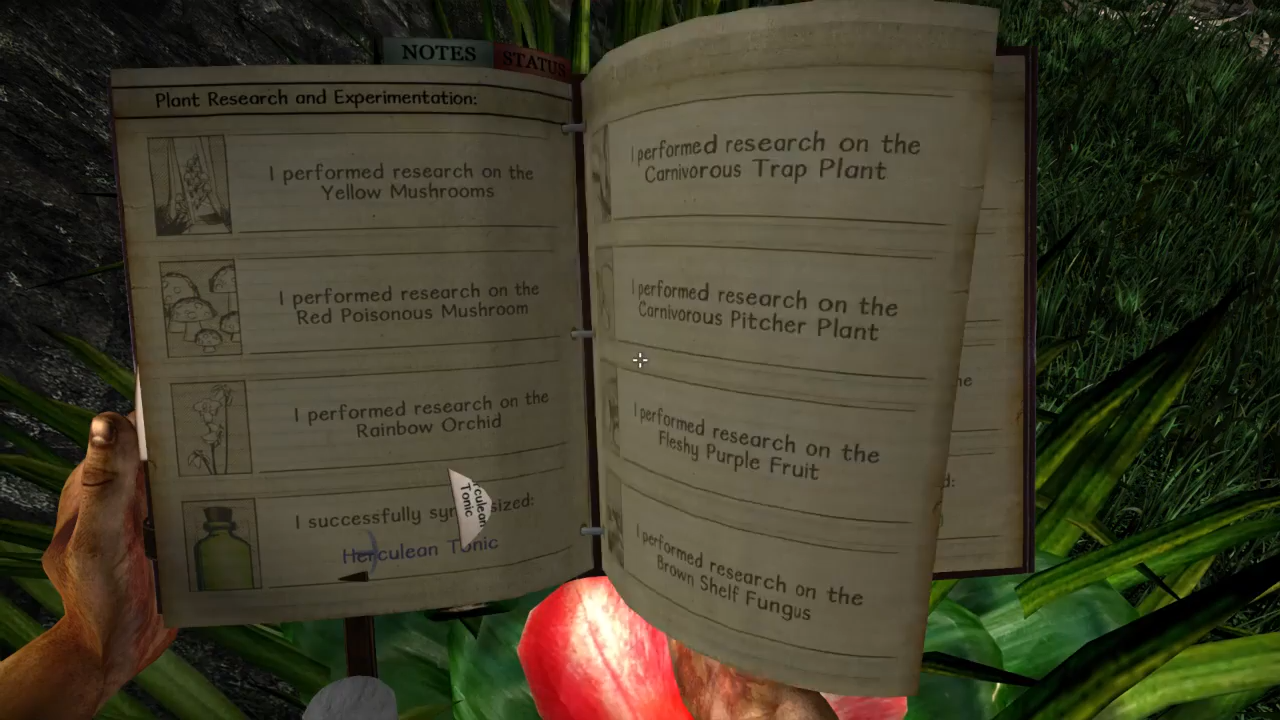 NOTES STATUS
Plant Research and Experimentation:
I performed research on the
Yellow Mushrooms
I performed research on the
Red Poisonous Mushroom
I performed research on the
Rainbow Orchid
I successfully sized:
Herculean Tonic
culean
Tonic
I performed research on the
Carnivorous Trap Plant
I performed research on the
Carnivorous Pitcher Plant
I performed research on the
Fleshy Purple Fruit
I performed research on the
Brown Shelf Fungus